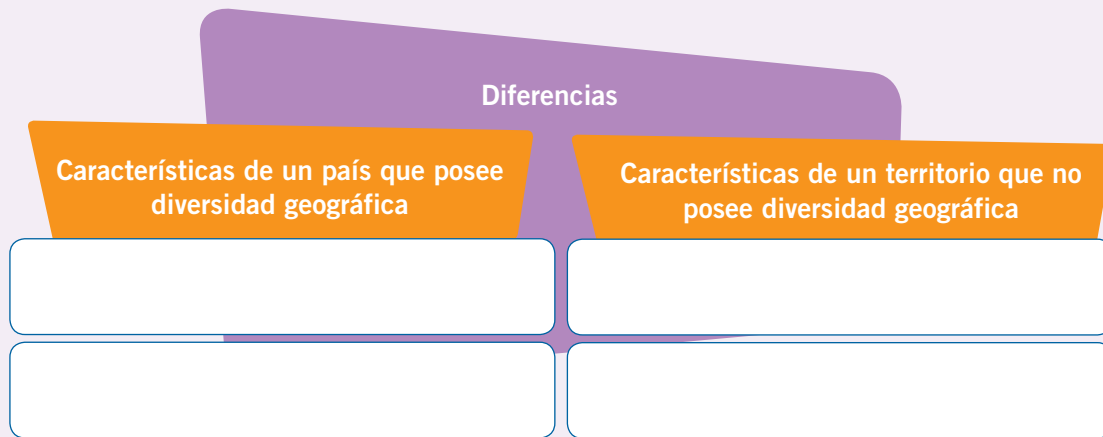 Diferencias
Características de un país que posee
diversidad geográfica
Características de un territorio que no
posee diversidad geográfica